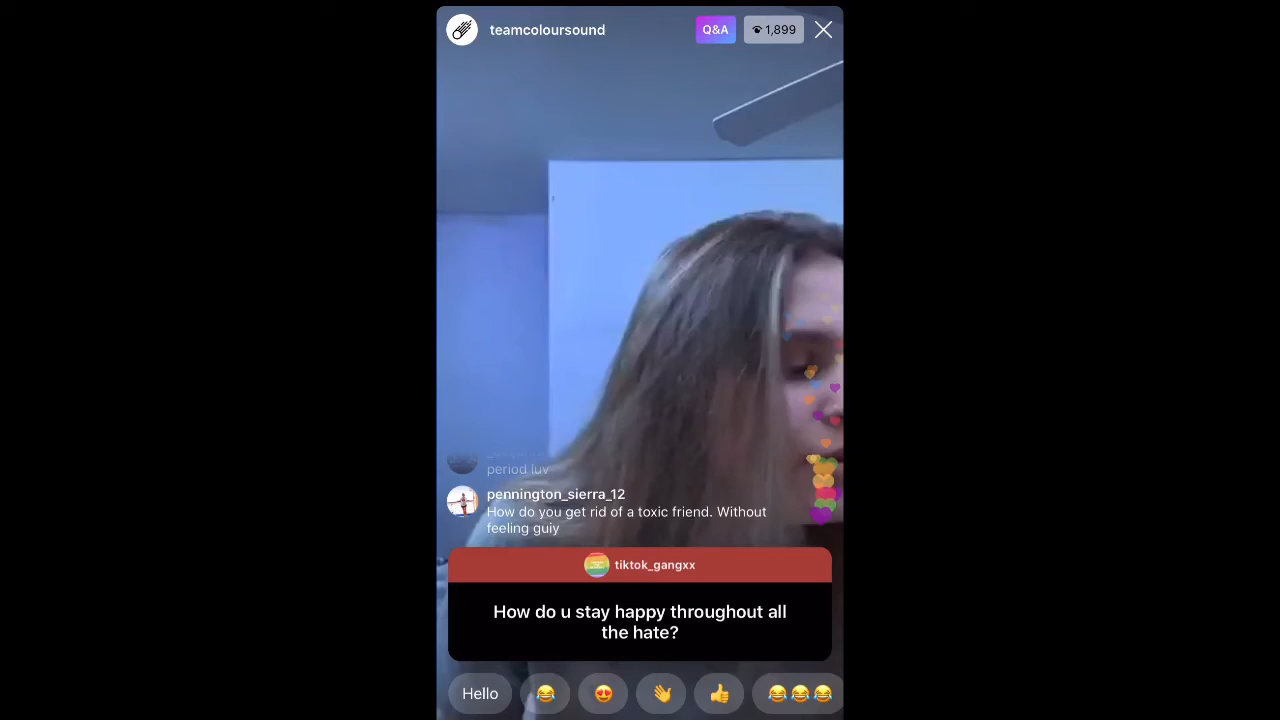 teamcoloursound
Q&A
1,899
period luv
pennington_sierra_12
How do you get rid of a toxic friend. Without
feeling guiy
tiktok_gangxx
How do u stay happy throughout all
the hate?
Hello